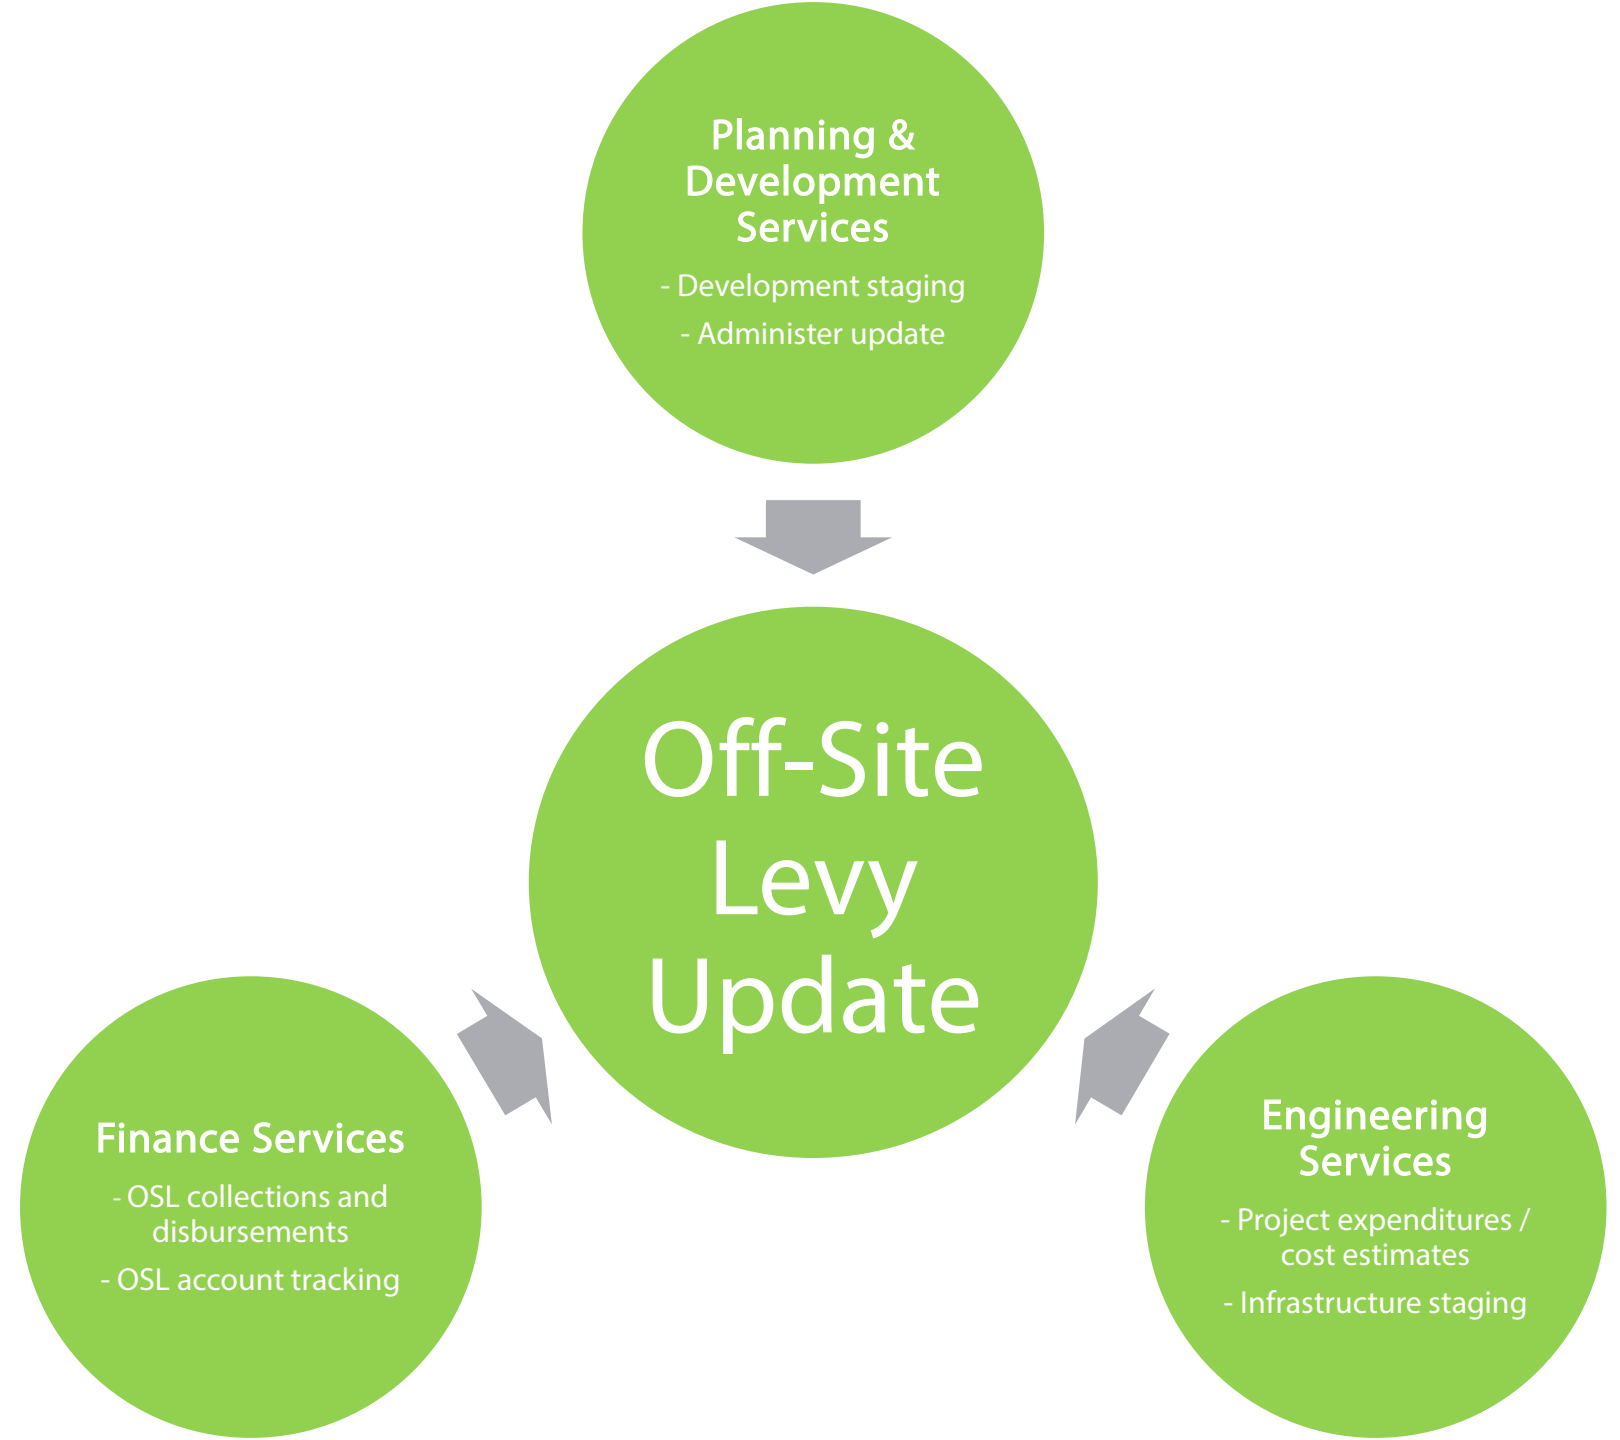 Planning &
Development
Services
- Development staging
- Administer update
Off-Site
Levy
Update
Finance Services
- OSL collections and
disbursements
- OSL account tracking
Engineering
Services
- Project expenditures /
cost estimates
- Infrastructure staging